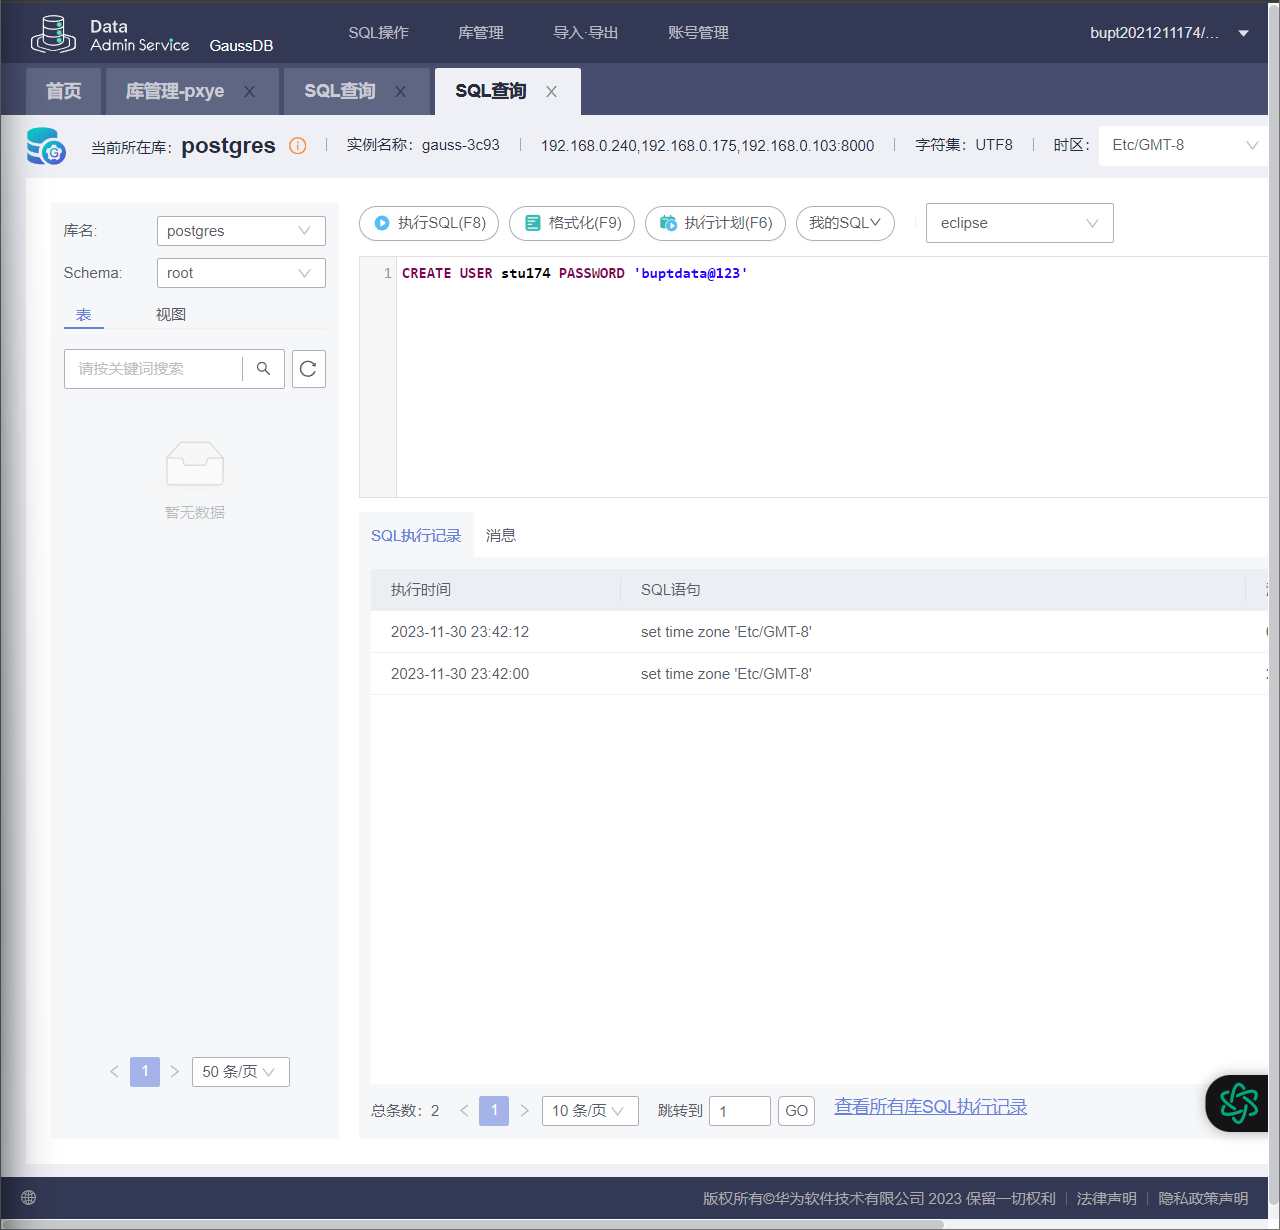 Data
Admin Service GaussDB SQL操作 库管理 导入·导出 账号管理 bupt2021211174/...
首页 库管理-pxye SQL查询 SQL查询
当前所在库: postgres 实例名称: gauss-3c93 192.168.0.240,192.168.0.175,192.168.0.103:8000 字符集: UTF8 时区: Etc/GMT-8
库名: postgres
Schema: root
表 视图
请按关键词搜索
暂无数据
1 50 条/页
执行SQL(F8) 格式化(F9) 执行计划(F6) 我的SQL eclipse
1 CREATE USER stu174 PASSWORD 'buptdata@123'
SQL执行记录 消息
执行时间 SQL语句
2023-11-30 23:42:12 set time zone 'Etc/GMT-8'
2023-11-30 23:42:00 set time zone 'Etc/GMT-8'
总条数: 2 1 10 条/页 跳转到 1 GO 查看所有库SQL执行记录
版权所有©华为软件技术有限公司 2023 保留一切权利 法律声明 隐私政策声明